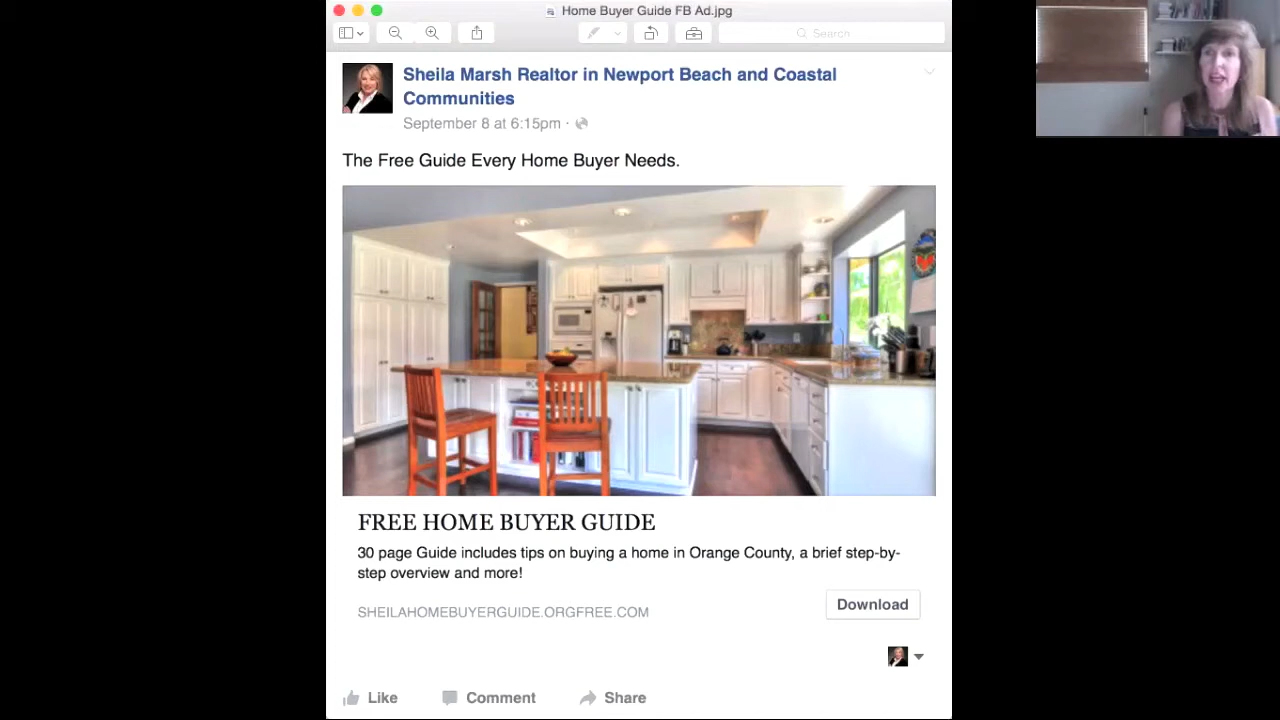 Home Buyer Guide FB Ad.jpg
Search
Sheila Marsh Realtor in Newport Beach and Coastal
Communities
September 8 at 6:15pm ·
The Free Guide Every Home Buyer Needs.
FREE HOME BUYER GUIDE
30 page Guide includes tips on buying a home in Orange County, a brief step-by-
step overview and more!
SHEILAHOMEBUYERGUIDE.ORGFREE.COM
Download
Like
Comment
Share